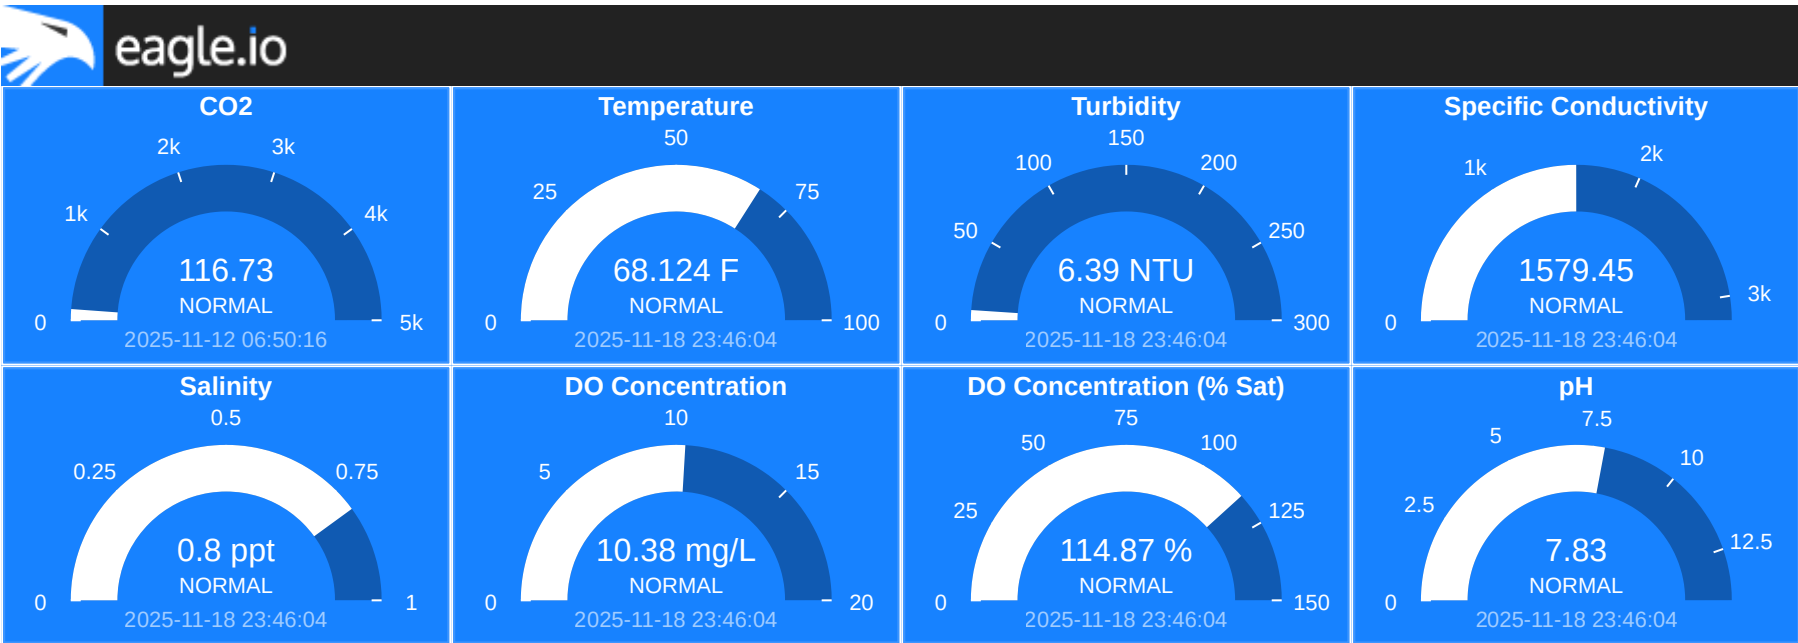 eagle.io
CO2
0
1k
2k
3k
4k
5k
116.73
NORMAL
2025-11-12 06:50:16
Temperature
0
25
50
75
100
68.124 F
NORMAL
2025-11-18 23:46:04
Turbidity
0
50
100
150
200
250
300
6.39 NTU
NORMAL
2025-11-18 23:46:04
Specific Conductivity
0
1k
2k
3k
1579.45
NORMAL
2025-11-18 23:46:04
Salinity
0
0.25
0.5
0.75
1
0.8 ppt
NORMAL
2025-11-18 23:46:04
DO Concentration
0
5
10
15
20
10.38 mg/L
NORMAL
2025-11-18 23:46:04
DO Concentration (% Sat)
0
25
50
75
100
125
150
114.87 %
NORMAL
2025-11-18 23:46:04
pH
0
2.5
5
7.5
10
12.5
7.83
NORMAL
2025-11-18 23:46:04